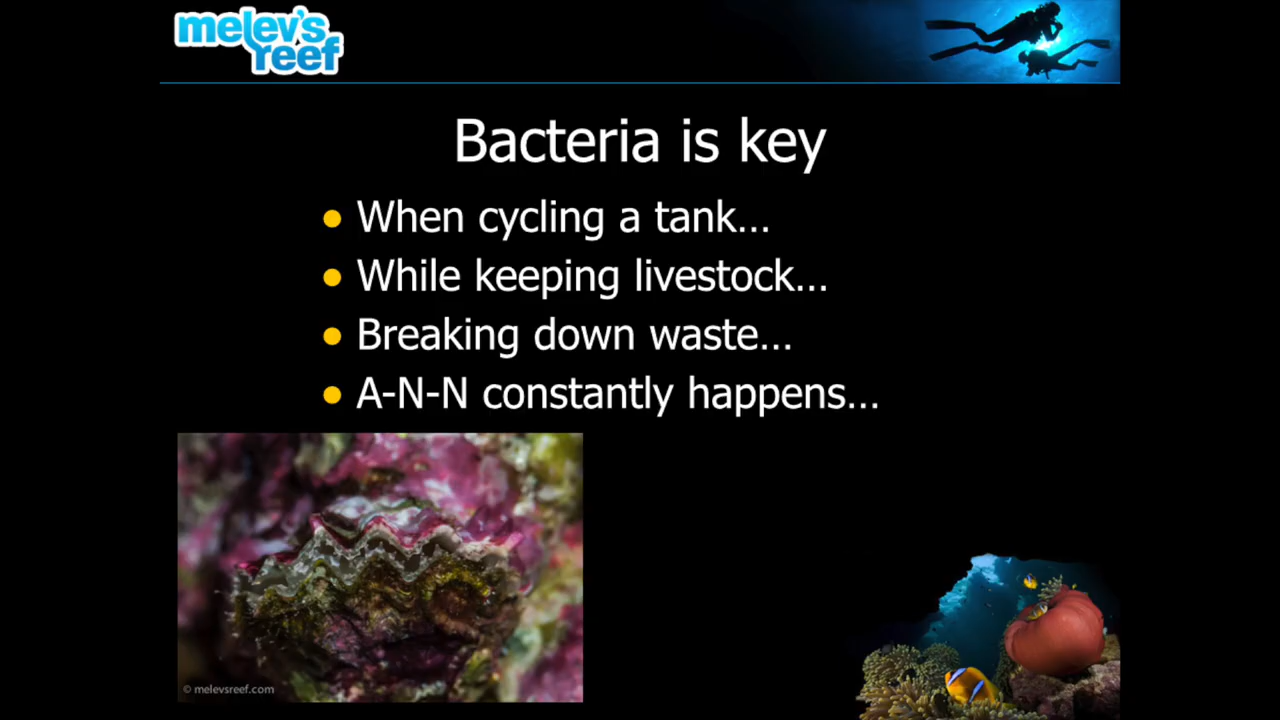 melev's
reef
Bacteria is key
When cycling a tank…
While keeping livestock…
Breaking down waste…
A-N-N constantly happens…
© melevsreef.com